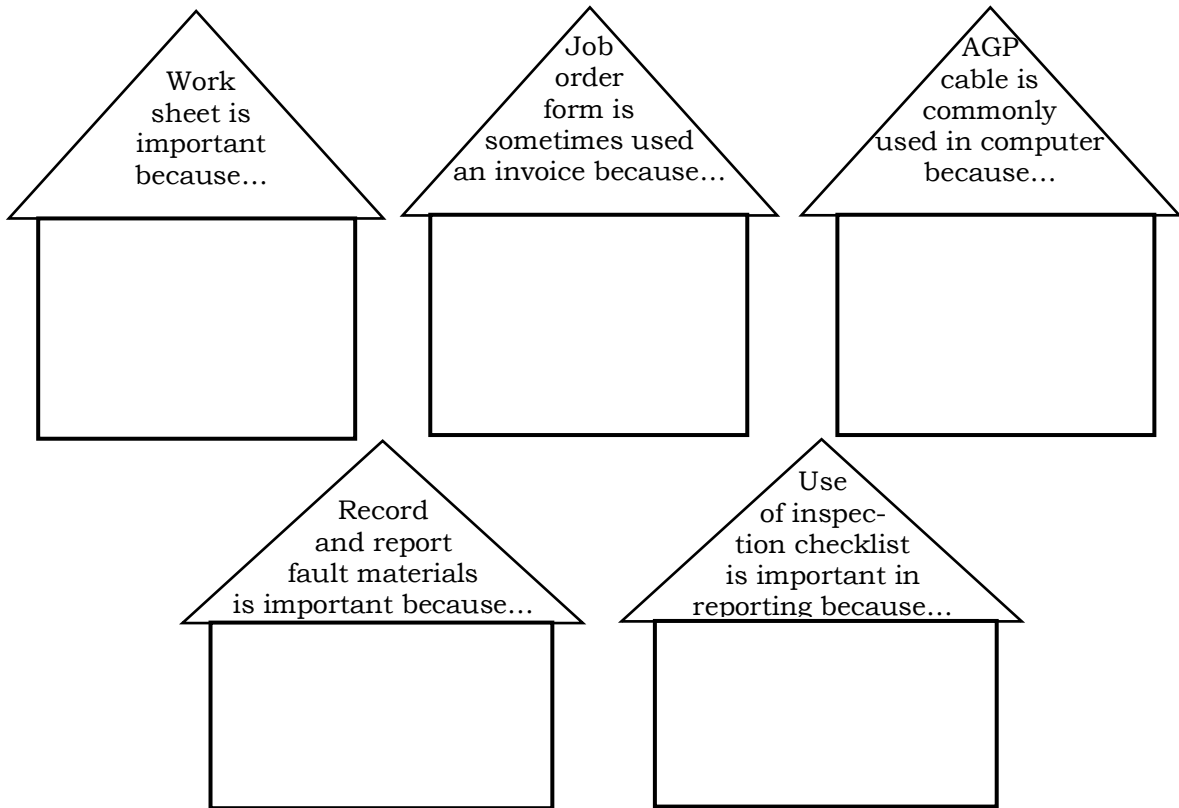 Work
sheet is
important
because…
Job
order
form is
sometimes used
an invoice because…
AGP
cable is
commonly
used in computer
because…
Record
and report
fault materials
is important because…
Use
of inspec-
tion checklist
is important in
reporting because…